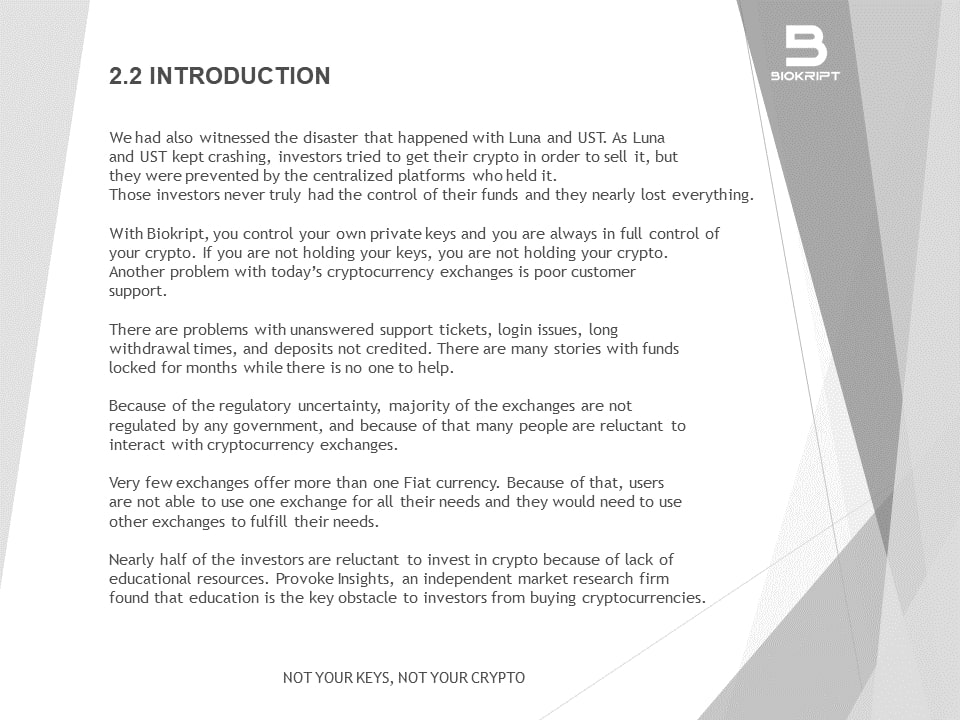 BIOKRIPT
2.2 INTRODUCTION
We had also witnessed the disaster that happened with Luna and UST. As Luna
and UST kept crashing, investors tried to get their crypto in order to sell it, but
they were prevented by the centralized platforms who held it.
Those investors never truly had the control of their funds and they nearly lost everything.
With Biokript, you control your own private keys and you are always in full control of
your crypto. If you are not holding your keys, you are not holding your crypto.
Another problem with today’s cryptocurrency exchanges is poor customer
support.
There are problems with unanswered support tickets, login issues, long
withdrawal times, and deposits not credited. There are many stories with funds
locked for months while there is no one to help.
Because of the regulatory uncertainty, majority of the exchanges are not
regulated by any government, and because of that many people are reluctant to
interact with cryptocurrency exchanges.
Very few exchanges offer more than one Fiat currency. Because of that, users
are not able to use one exchange for all their needs and they would need to use
other exchanges to fulfill their needs.
Nearly half of the investors are reluctant to invest in crypto because of lack of
educational resources. Provoke Insights, an independent market research firm
found that education is the key obstacle to investors from buying cryptocurrencies.
NOT YOUR KEYS, NOT YOUR CRYPTO